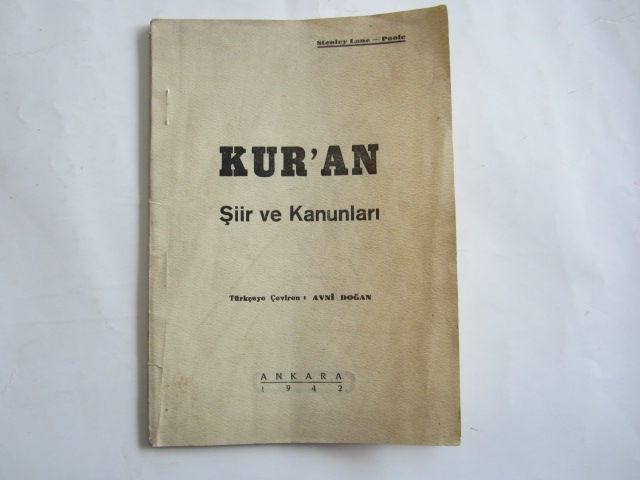 Stenley Lane — Poole
KUR'AN
Şiir ve Kanunları
Türkçeye Çeviren : AVNİ DOĞAN
ANKARA
1942